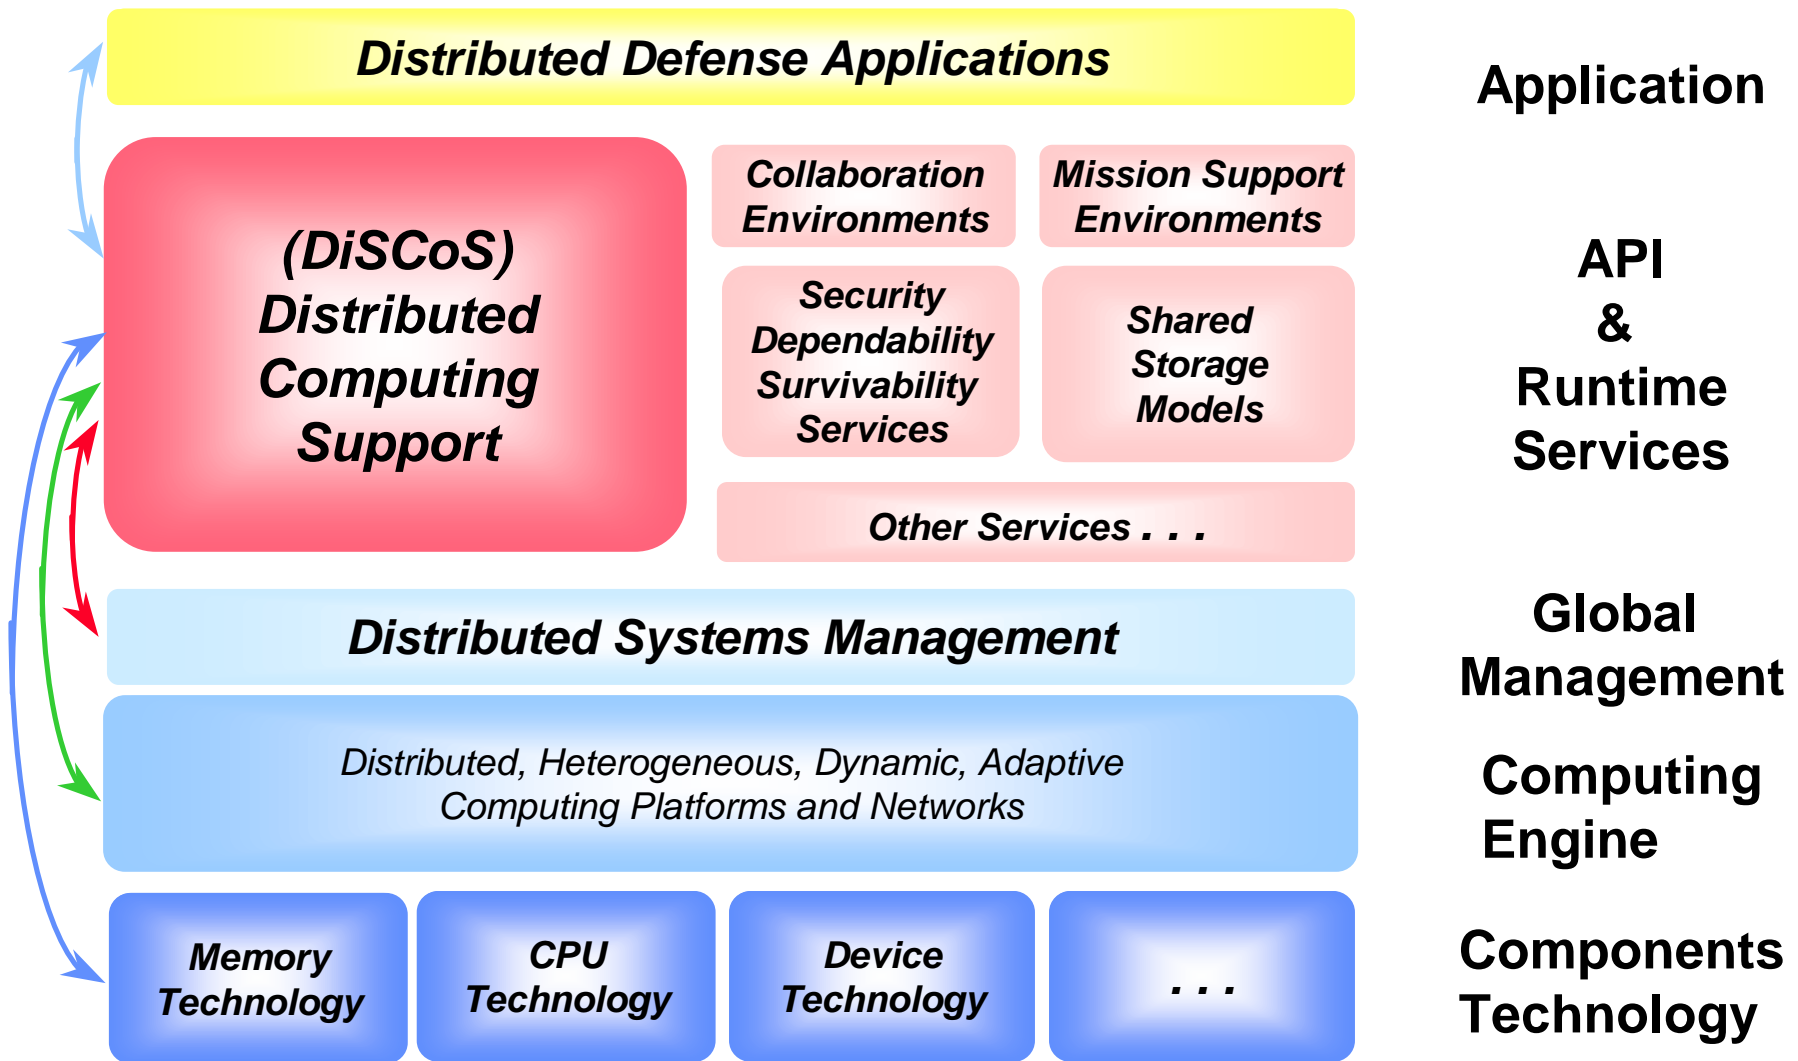 Distributed Defense Applications
Application
(DiSCoS)
Distributed
Computing
Support
Collaboration
Environments
Mission Support
Environments
Security
Dependability
Survivability
Services
Shared
Storage
Models
Other Services . . .
API
&
Runtime
Services
Distributed Systems Management
Global
Management
Distributed, Heterogeneous, Dynamic, Adaptive
Computing Platforms and Networks
Computing
Engine
Memory
Technology
CPU
Technology
Device
Technology
. . .
Components
Technology